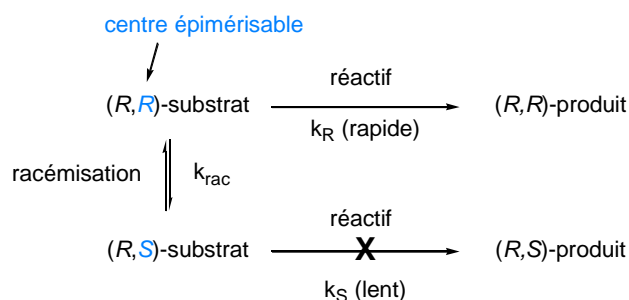 centre épimérisable
réactif
(R,R)-substrat
(R,R)-produit
k_R (rapide)
racémisation
k_rac
réactif
(R,S)-substrat
X
(R,S)-produit
k_S (lent)